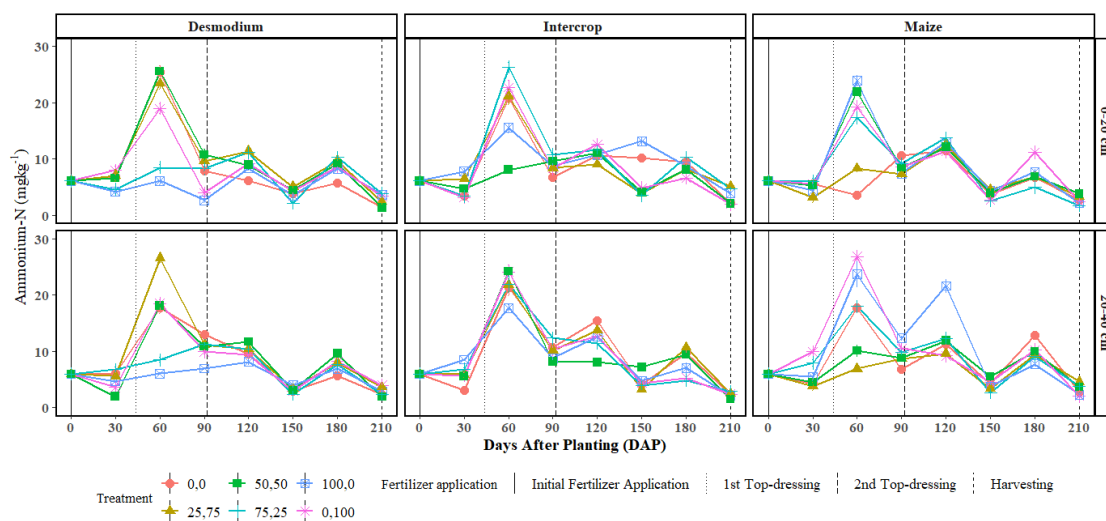 Desmodium Intercrop Maize
30
20
10
0
30
20
10
0
Ammonium-N (mgkg-1)
0 30 60 90 120 150 180 210 0 30 60 90 120 150 180 210 0 30 60 90 120 150 180 210
Days After Planting (DAP)
Treatment
0,0 50,50 100,0
25,75 75,25 0,100
Fertilizer application Initial Fertilizer Application 1st Top-dressing 2nd Top-dressing Harvesting